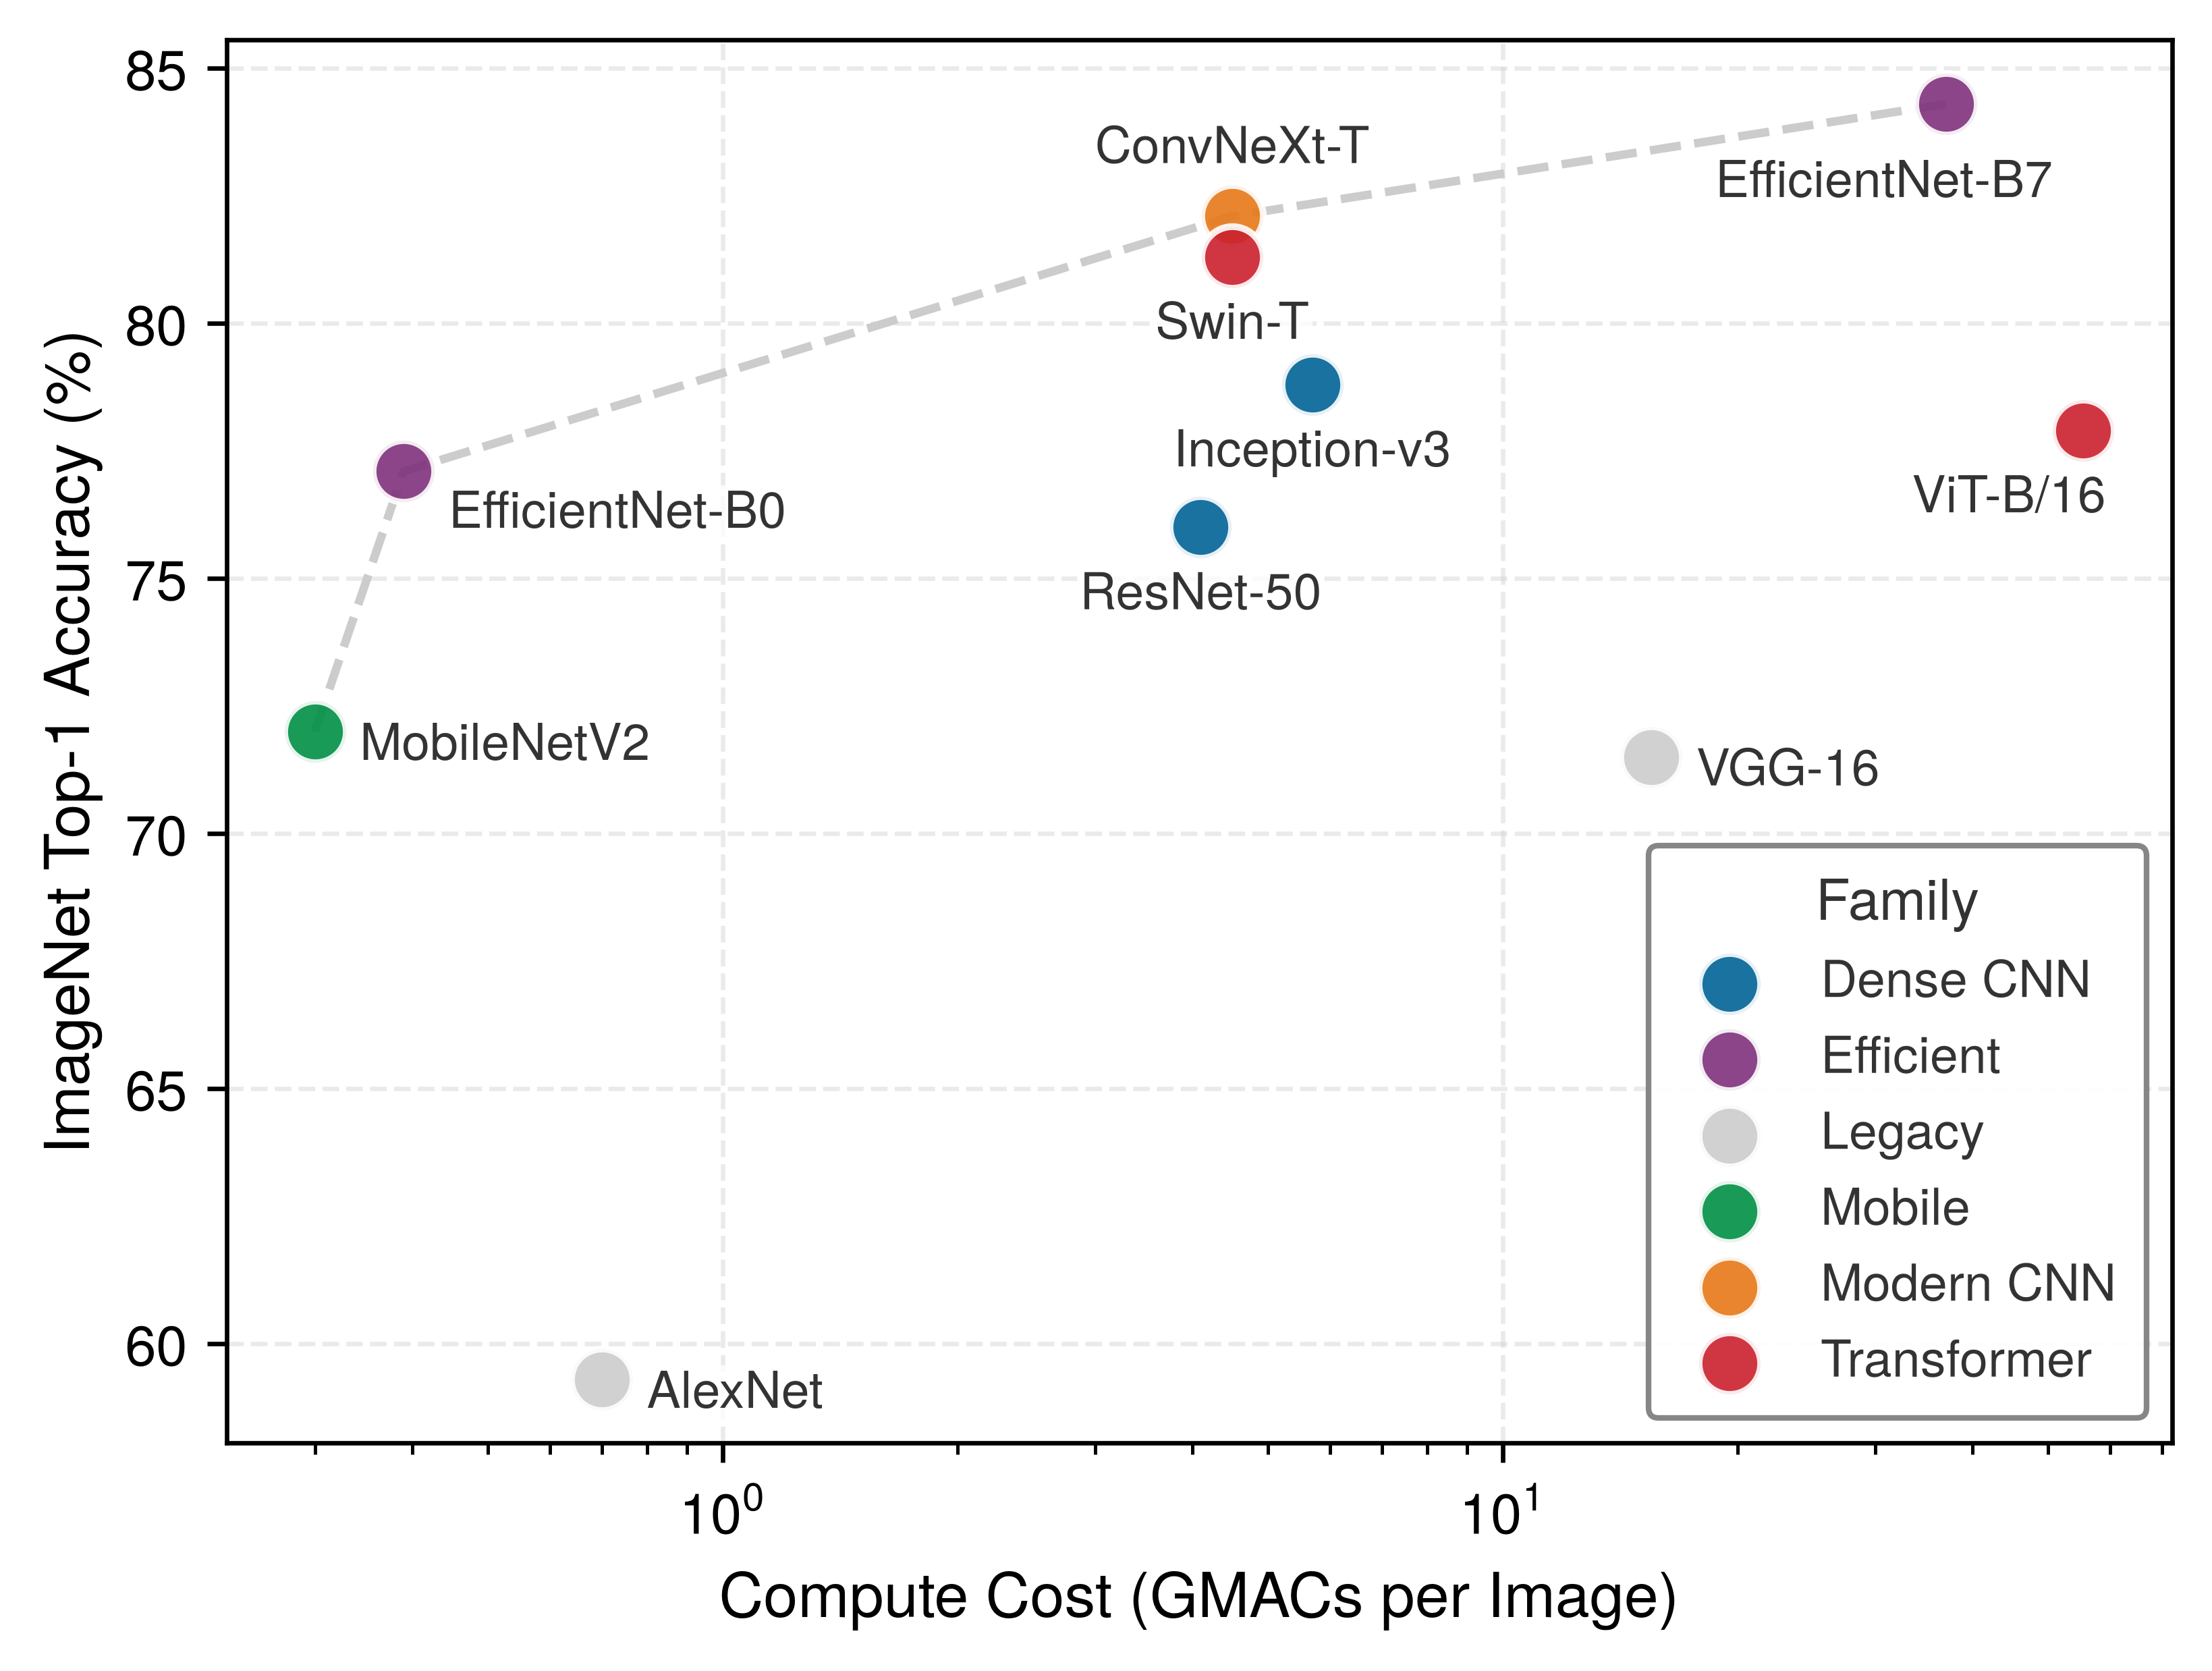 85
80
75
70
65
60
ImageNet Top-1 Accuracy (%)
ConvNeXt-T
EfficientNet-B7
Swin-T
Inception-v3
ViT-B/16
EfficientNet-B0
ResNet-50
MobileNetV2
VGG-16
AlexNet
Family
Dense CNN
Efficient
Legacy
Mobile
Modern CNN
Transformer
10⁰
10¹
Compute Cost (GMACs per Image)